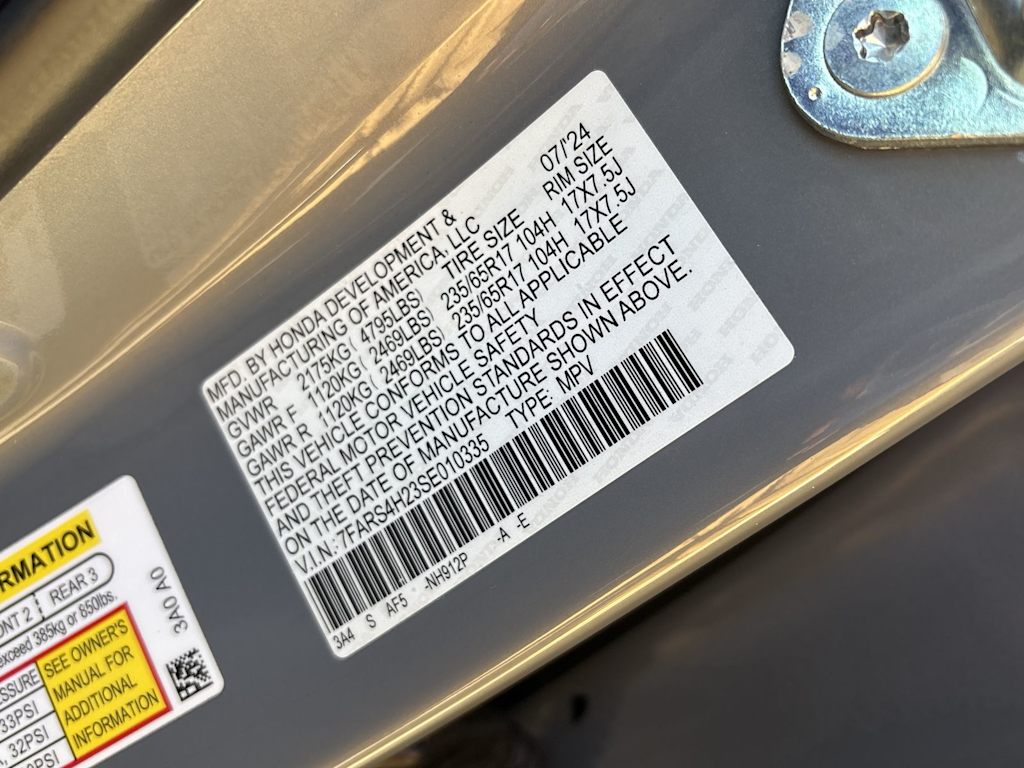 MFD. BY HONDA DEVELOPMENT &
MANUFACTURING OF AMERICA, LLC 07/'24
GVWR 2175KG( 4795LBS) TIRE SIZE RIM SIZE
GAWR F 1120KG( 2469LBS) 235/65R17 104H 17X7.5J
GAWR R 1120KG( 2469LBS) 235/65R17 104H 17X7.5J
THIS VEHICLE CONFORMS TO ALL APPLICABLE
FEDERAL MOTOR VEHICLE SAFETY
AND THEFT PREVENTION STANDARDS IN EFFECT
ON THE DATE OF MANUFACTURE SHOWN ABOVE.
V.I.N.: 7FARS4H23SE010335 TYPE: MPV
3A4 S AF5 -NH912P -A -E
RMATION
ONT 2 REAR 3
exceed 385kg or 850lbs.
SSURE
33PSI
, 32PSI
PSI
SEE OWNER'S
MANUAL FOR
ADDITIONAL
INFORMATION
3A0 A0